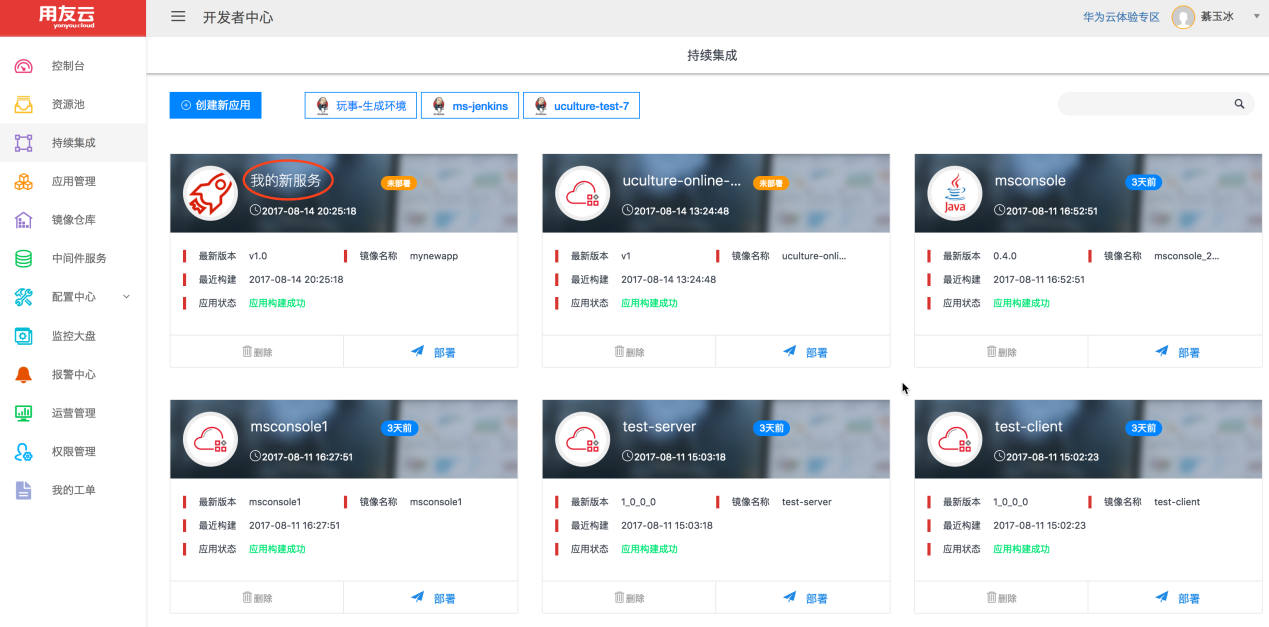 用友云
yonyoucloud
开发者中心
华为云体验专区
綦玉冰
控制台
资源池
持续集成
应用管理
镜像仓库
中间件服务
配置中心
监控大盘
报警中心
运营管理
权限管理
我的工单
持续集成
创建新应用
玩事-生成环境
ms-jenkins
uculture-test-7
我的新服务
未部署
2017-08-14 20:25:18
最新版本 v1.0
镜像名称 mynewapp
最近构建 2017-08-14 20:25:18
应用状态 应用构建成功
删除
部署
uculture-online-...
未部署
2017-08-14 13:24:48
最新版本 v1
镜像名称 uculture-onli...
最近构建 2017-08-14 13:24:48
应用状态 应用构建成功
删除
部署
Java
msconsole
3天前
2017-08-11 16:52:51
最新版本 0.4.0
镜像名称 msconsole_2...
最近构建 2017-08-11 16:52:51
应用状态 应用构建成功
删除
部署
msconsole1
3天前
2017-08-11 16:27:51
最新版本 msconsole1
镜像名称 msconsole1
最近构建 2017-08-11 16:27:51
应用状态 应用构建成功
删除
部署
test-server
3天前
2017-08-11 15:03:18
最新版本 1_0_0_0
镜像名称 test-server
最近构建 2017-08-11 15:03:18
应用状态 应用构建成功
删除
部署
test-client
3天前
2017-08-11 15:02:23
最新版本 1_0_0_0
镜像名称 test-client
最近构建 2017-08-11 15:02:23
应用状态 应用构建成功
删除
部署